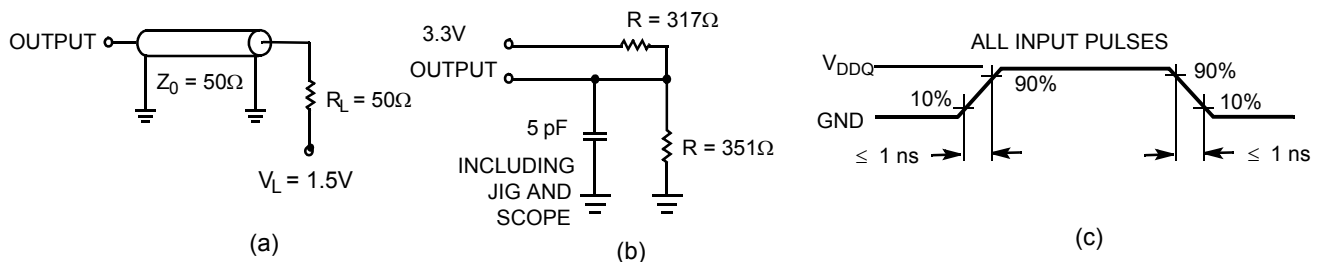 OUTPUT
Z0 = 50Ω
RL = 50Ω
VL = 1.5V
(a)
R = 317Ω
3.3V
OUTPUT
5 pF
INCLUDING
JIG AND
SCOPE
R = 351Ω
(b)
ALL INPUT PULSES
VDDQ
GND
10%
90%
90%
10%
≤ 1 ns
≤ 1 ns
(c)